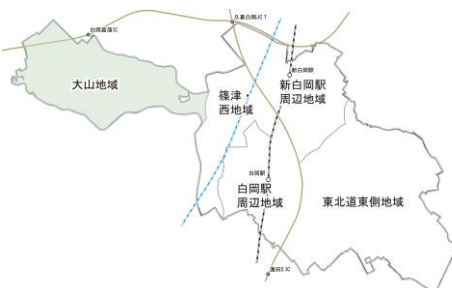 久喜白岡JCT
白岡菖蒲IC
大山地域
新白岡駅
新白岡駅
周辺地域
篠津
西地域
白岡駅
白岡駅
周辺地域
東北道東側地域
蓮田SIC